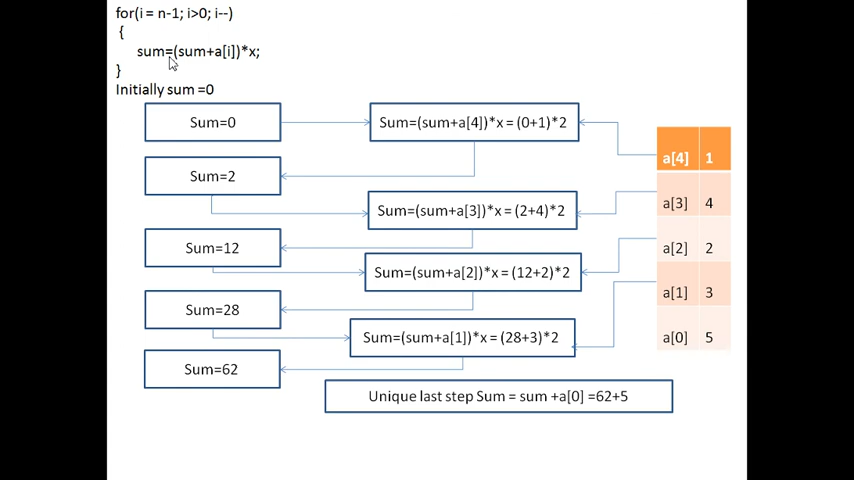 for(i = n-1; i>0; i--)
{
sum=(sum+a[i])*x;
}
Initially sum =0
Sum=0
Sum=(sum+a[4])*x = (0+1)*2
a[4] 1
Sum=2
Sum=(sum+a[3])*x = (2+4)*2
a[3] 4
Sum=12
Sum=(sum+a[2])*x = (12+2)*2
a[2] 2
Sum=28
Sum=(sum+a[1])*x = (28+3)*2
a[1] 3
a[0] 5
Sum=62
Unique last step Sum = sum +a[0] =62+5